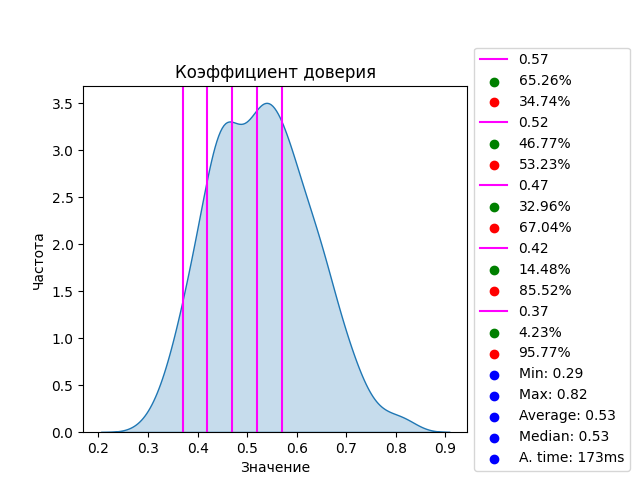 Коэффициент доверия
Частота
3.5
3.0
2.5
2.0
1.5
1.0
0.5
0.0
0.2 0.3 0.4 0.5 0.6 0.7 0.8 0.9
Значение
0.57
65.26%
34.74%
0.52
46.77%
53.23%
0.47
32.96%
67.04%
0.42
14.48%
85.52%
0.37
4.23%
95.77%
Min: 0.29
Max: 0.82
Average: 0.53
Median: 0.53
A. time: 173ms